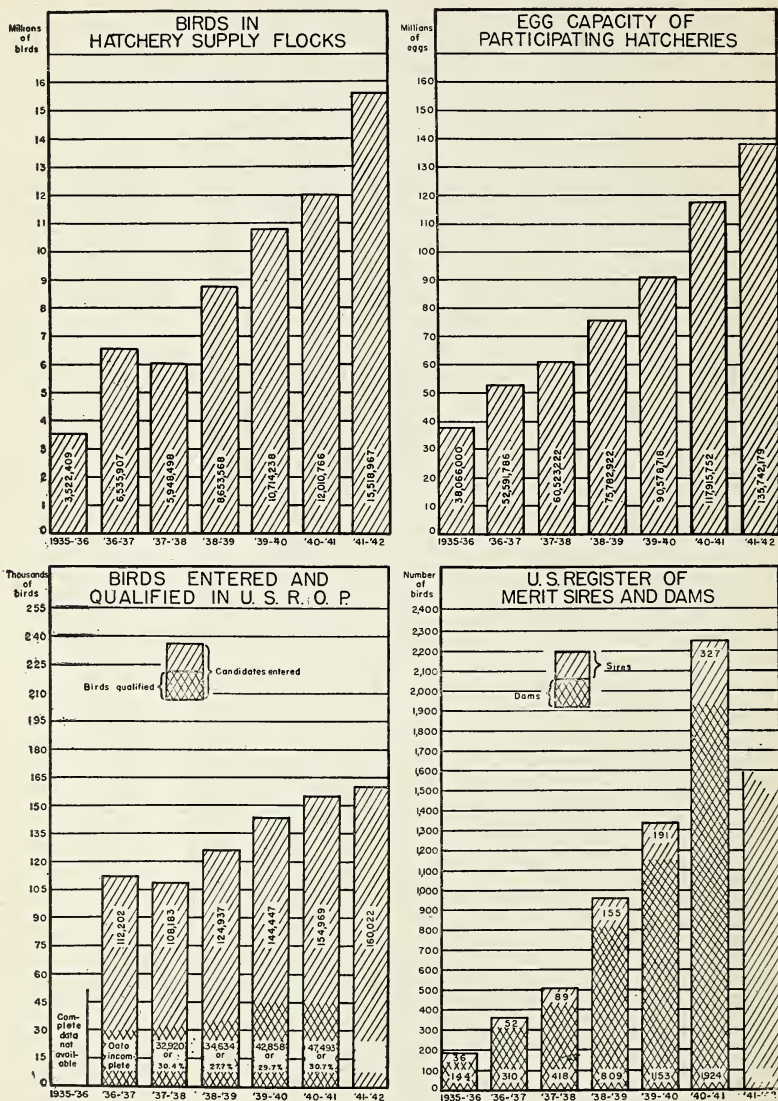 BIRDS IN
HATCHERY SUPPLY FLOCKS
Millions
of
birds
16
15
14
13
12
11
10
9
8
7
6
5
4
3
2
1
0
3,522,409
6,535,907
5,948,498
8,653,568
10,714,238
12,010,766
15,518,967
1935-'36 '36-'37 '37-'38 '38-'39 '39-'40 '40-'41 '41-'42
EGG CAPACITY OF
PARTICIPATING HATCHERIES
Millions
of
eggs
160
150
140
130
120
110
100
90
80
70
60
50
40
30
20
10
0
38,066,000
52,591,786
60,523,222
75,782,922
90,578,718
117,915,752
135,742,179
1935-'36 '36-'37 '37-'38 '38-'39 '39-'40 '40-'41 '41-'42
BIRDS ENTERED AND
QUALIFIED IN U. S. R. O. P.
Thousands
of
birds
255
240
225
210
195
180
165
150
135
120
105
90
75
60
45
30
15
0
Candidates entered
Birds qualified
112,202
108,183
124,937
144,447
154,969
160,022
Com-
plete
data
not
avail-
able
Data
incom-
plete
32,920
or
30.4%
34,634
or
27.7%
42,858
or
29.7%
47,493
or
30.7%
1935-'36 '36-'37 '37-'38 '38-'39 '39-'40 '40-'41 '41-'42
U. S. REGISTER OF
MERIT SIRES AND DAMS
Number
of
birds
2,400
2,300
2,200
2,100
2,000
1,900
1,800
1,700
1,600
1,500
1,400
1,300
1,200
1,100
1,000
900
800
700
600
500
400
300
200
100
0
Sires
Dams
36
52
89
155
191
327
144
310
418
809
1,153
1,924
1935-'36 '36-'37 '37-'38 '38-'39 '39-'40 '40-'41